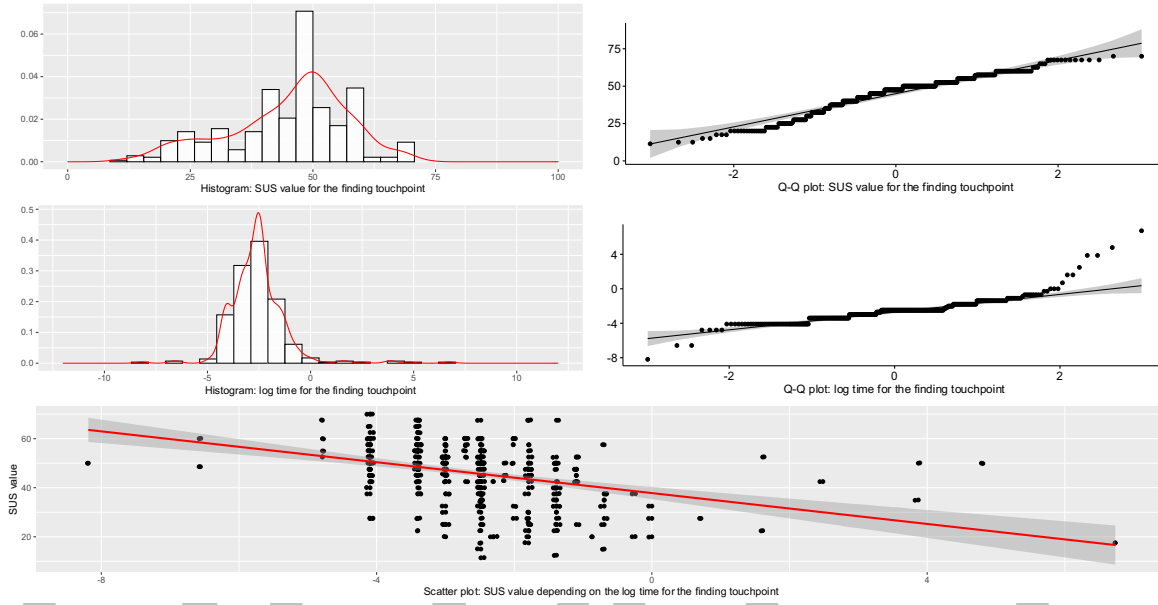 0.06
0.04
0.02
0.00
0 25 50 75 100
Histogram: SUS value for the finding touchpoint
75
50
25
0
-2 0 2
Q-Q plot: SUS value for the finding touchpoint
0.5
0.4
0.3
0.2
0.1
0.0
-10 -5 0 5 10
Histogram: log time for the finding touchpoint
4
0
-4
-8
-2 0 2
Q-Q plot: log time for the finding touchpoint
SUS value
60
40
20
-8 -4 0 4
Scatter plot: SUS value depending on the log time for the finding touchpoint